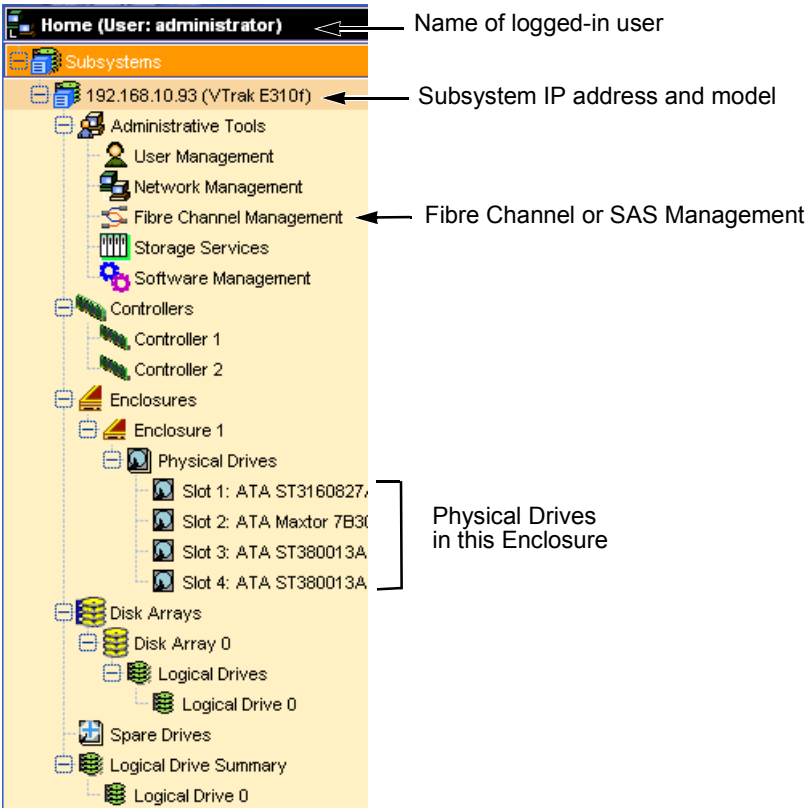 Home (User: administrator)
Name of logged-in user
Subsystems
192.168.10.93 (VTrak E310f)
Subsystem IP address and model
Administrative Tools
User Management
Network Management
Fibre Channel Management
Fibre Channel or SAS Management
Storage Services
Software Management
Controllers
Controller 1
Controller 2
Enclosures
Enclosure 1
Physical Drives
Slot 1: ATA ST3160827
Slot 2: ATA Maxtor 7B30
Slot 3: ATA ST380013A
Slot 4: ATA ST380013A
Physical Drives
in this Enclosure
Disk Arrays
Disk Array 0
Logical Drives
Logical Drive 0
Spare Drives
Logical Drive Summary
Logical Drive 0